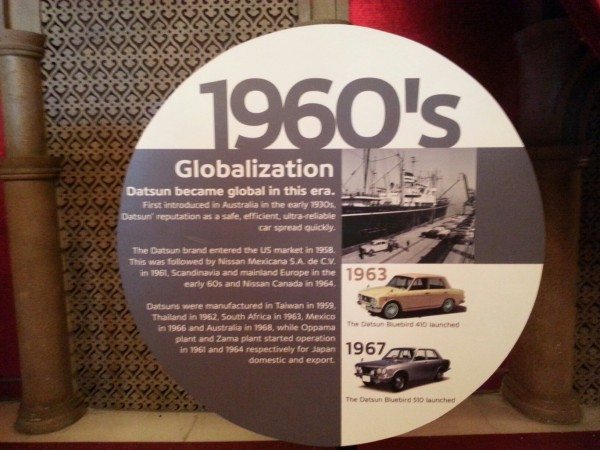 1960's
Globalization
Datsun became global in this era.
First introduced in Australia in the early 1930s,
Datsun' reputation as a safe, efficient, ultra-reliable
car spread quickly.
The Datsun brand entered the US market in 1958.
This was followed by Nissan Mexicana S.A. de C.V.
in 1961, Scandinavia and mainland Europe in the
early 60s and Nissan Canada in 1964.
Datsuns were manufactured in Taiwan in 1959,
Thailand in 1962, South Africa in 1963, Mexico
in 1966 and Australia in 1968, while Oppama
plant and Zama plant started operation
in 1961 and 1964 respectively for Japan
domestic and export.
1963
The Datsun Bluebird 410 launched
1967
The Datsun Bluebird 510 launched